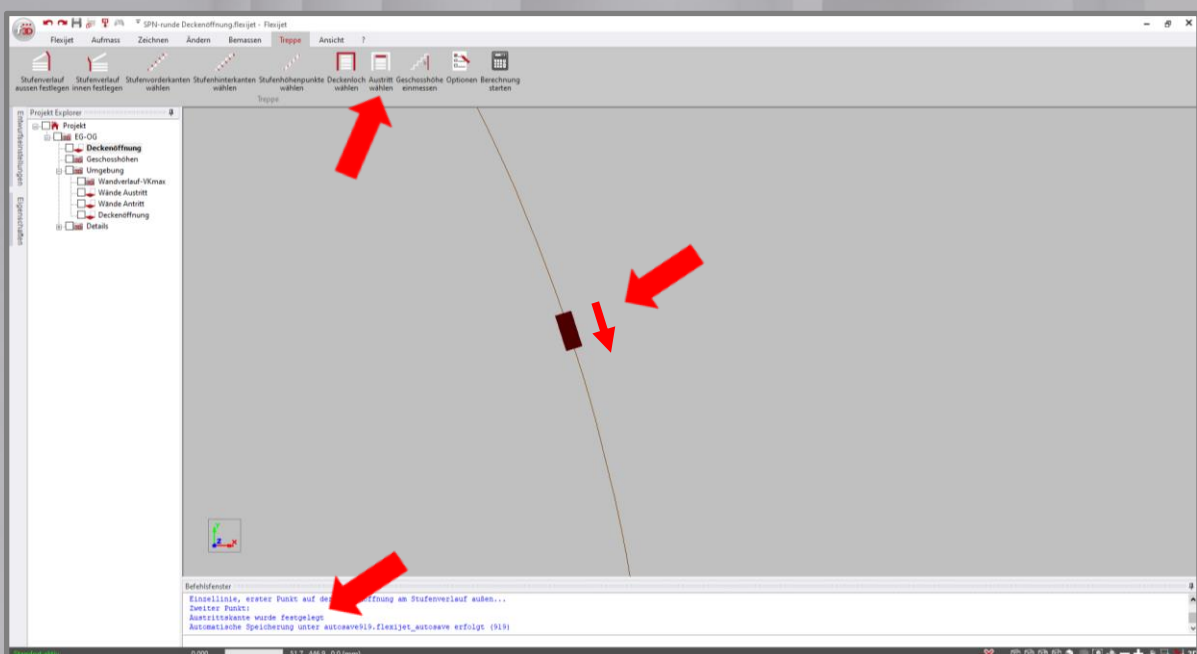 SPN-runde Deckenöffnung.flexijet - Flexijet
Flexijet Aufmass Zeichnen Ändern Bemassen Treppe Ansicht ?
Stufenverlauf aussen festlegen
Stufenverlauf innen festlegen
Stufenvorderkanten wählen
Stufenhinterkanten wählen
Stufenhöhenpunkte wählen
Deckenloch wählen
Austritt wählen
Geschosshöhe einmessen
Optionen
Berechnung starten
Treppe
Entwurfseinstellungen
Eigenschaften
Projekt Explorer
Projekt
EG-OG
Deckenöffnung
Geschosshöhen
Umgebung
Wandverlauf-VKmax
Wände Austritt
Wände Antritt
Deckenöffnung
Details
Y
Z X
Befehlsfenster
Einzellinie, erster Punkt auf der ffnung am Stufenverlauf außen...
Zweiter Punkt:
Austrittskante wurde festgelegt
Automatische Speicherung unter autosave919.flexijet_autosave erfolgt (919)